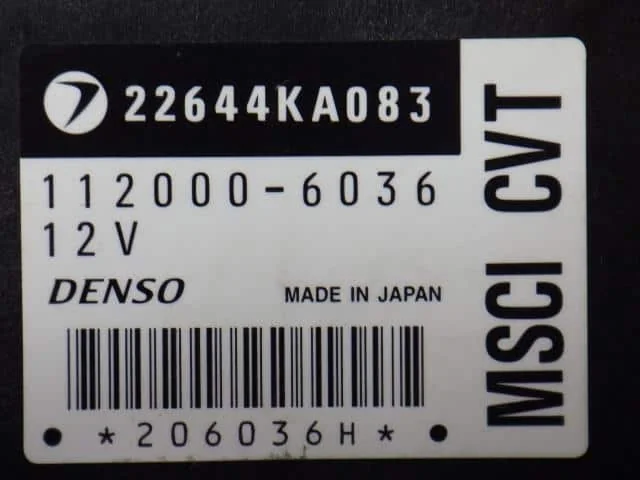 22644KA083
112000-6036
12V
DENSO MADE IN JAPAN
*206036H*
MSCI CVT